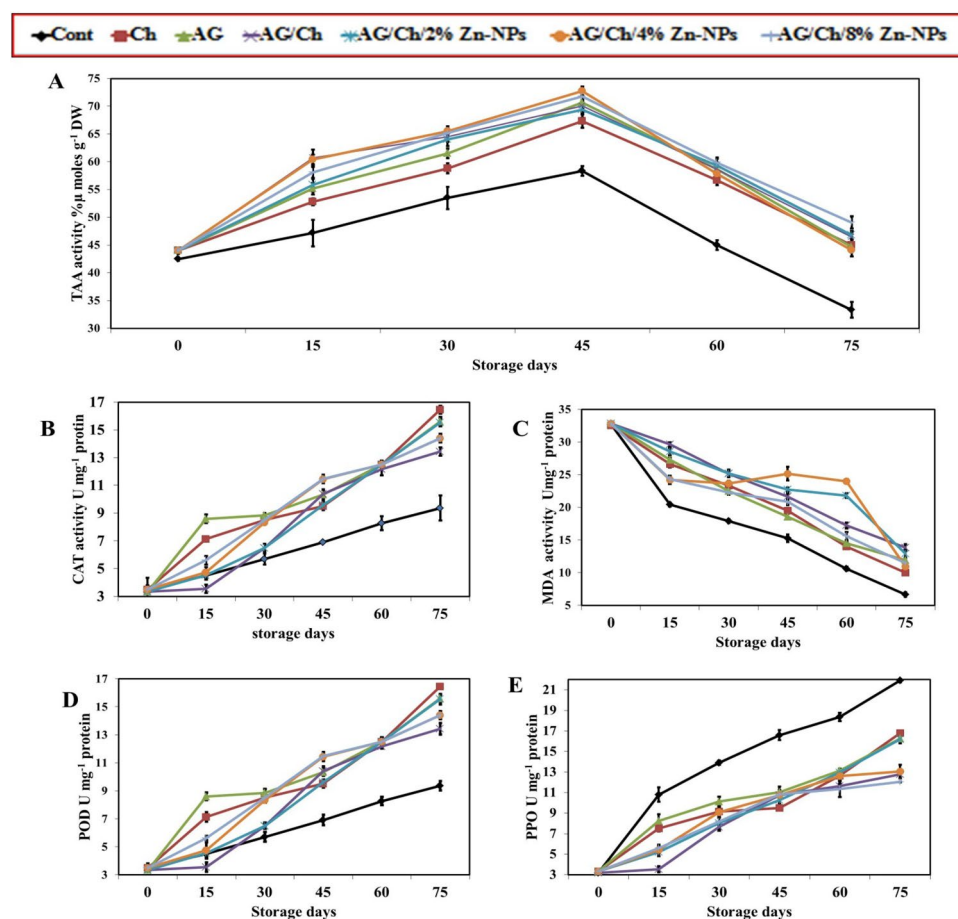 Cont Ch AG AG/Ch AG/Ch/2% Zn-NPs AG/Ch/4% Zn-NPs AG/Ch/8% Zn-NPs
A
TAA activity %µ moles g⁻¹ DW
75
70
65
60
55
50
45
40
35
30
0 15 30 45 60 75
Storage days
B
CAT activity U mg⁻¹ protin
17
15
13
11
9
7
5
3
0 15 30 45 60 75
storage days
C
MDA activity Umg⁻¹ protein
35
30
25
20
15
10
5
0 15 30 45 60 75
Storage days
D
POD U mg⁻¹ protein
17
15
13
11
9
7
5
3
0 15 30 45 60 75
Storage days
E
PPO U mg⁻¹ protein
21
19
17
15
13
11
9
7
5
3
0 15 30 45 60 75
Storage days